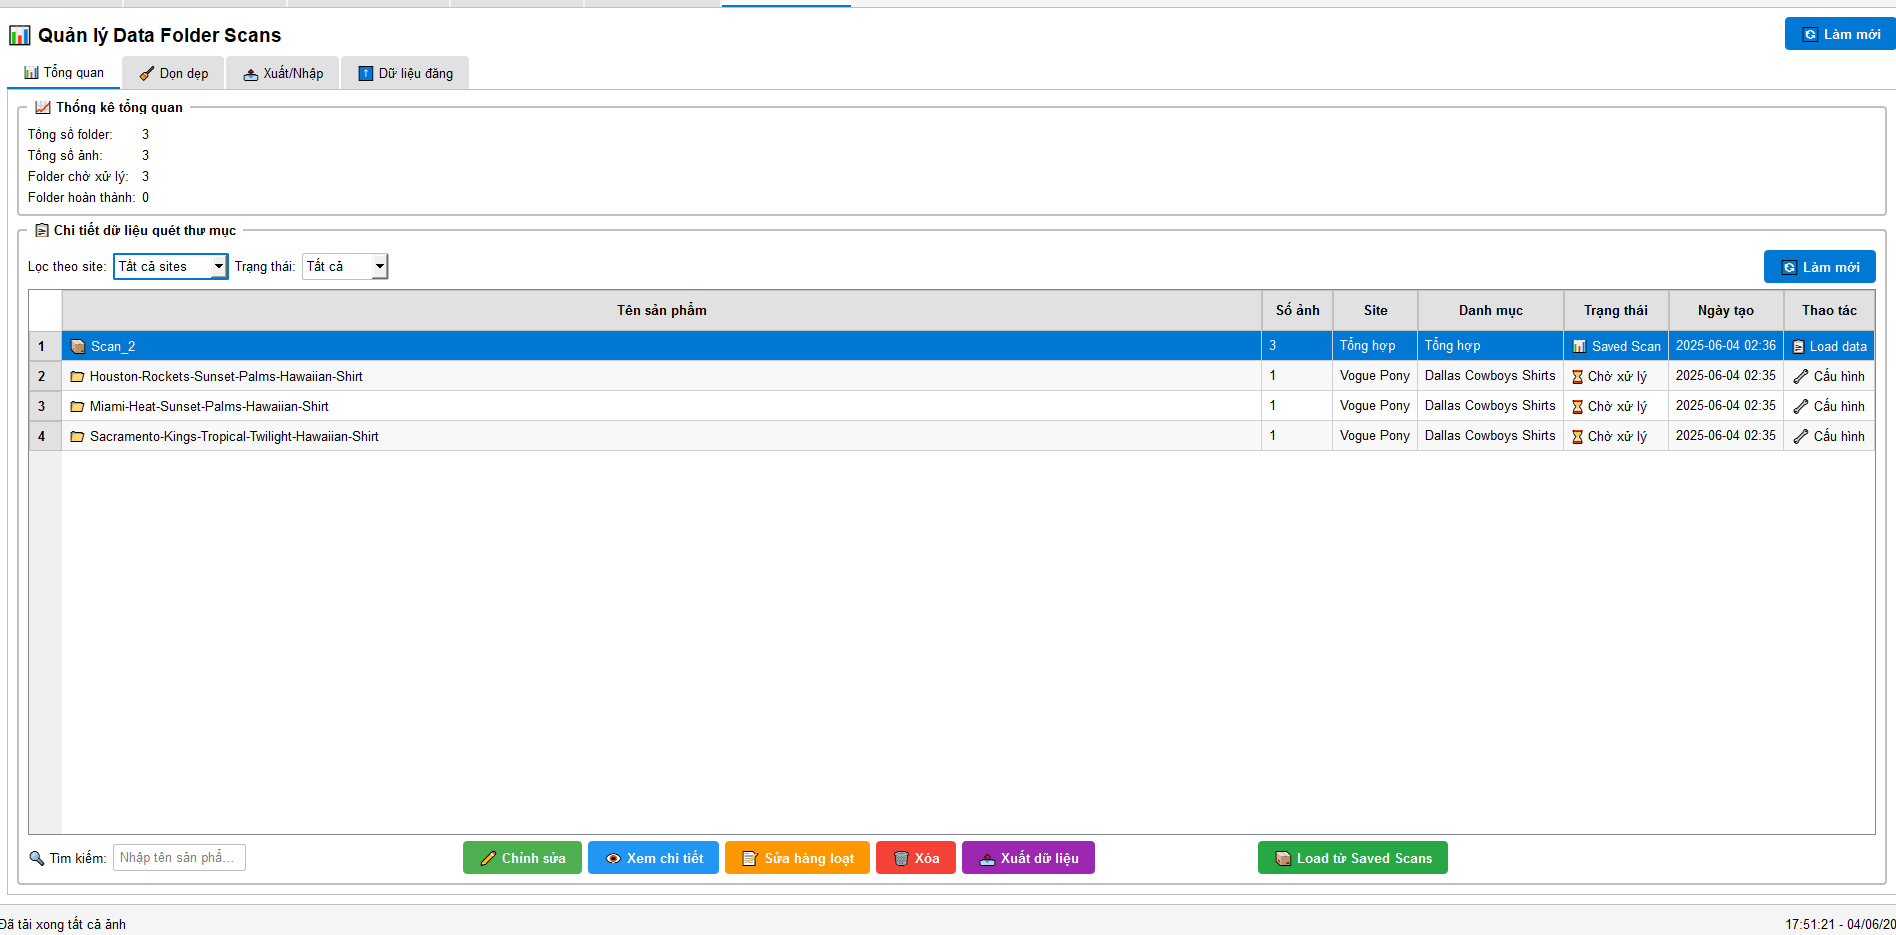 Quản lý Data Folder Scans
Làm mới
Tổng quan
Dọn dẹp
Xuất/Nhập
Dữ liệu đăng
Thống kê tổng quan
Tổng số folder: 3
Tổng số ảnh: 3
Folder chờ xử lý: 3
Folder hoàn thành: 0
Chi tiết dữ liệu quét thư mục
Lọc theo site: Tất cả sites Trạng thái: Tất cả
Làm mới
Tên sản phẩm Số ảnh Site Danh mục Trạng thái Ngày tạo Thao tác
1 Scan_2 3 Tổng hợp Tổng hợp Saved Scan 2025-06-04 02:36 Load data
2 Houston-Rockets-Sunset-Palms-Hawaiian-Shirt 1 Vogue Pony Dallas Cowboys Shirts Chờ xử lý 2025-06-04 02:35 Cấu hình
3 Miami-Heat-Sunset-Palms-Hawaiian-Shirt 1 Vogue Pony Dallas Cowboys Shirts Chờ xử lý 2025-06-04 02:35 Cấu hình
4 Sacramento-Kings-Tropical-Twilight-Hawaiian-Shirt 1 Vogue Pony Dallas Cowboys Shirts Chờ xử lý 2025-06-04 02:35 Cấu hình
Tìm kiếm: Nhập tên sản phẩ...
Chỉnh sửa
Xem chi tiết
Sửa hàng loạt
Xóa
Xuất dữ liệu
Load từ Saved Scans
Đã tải xong tất cả ảnh
17:51:21 - 04/06/20